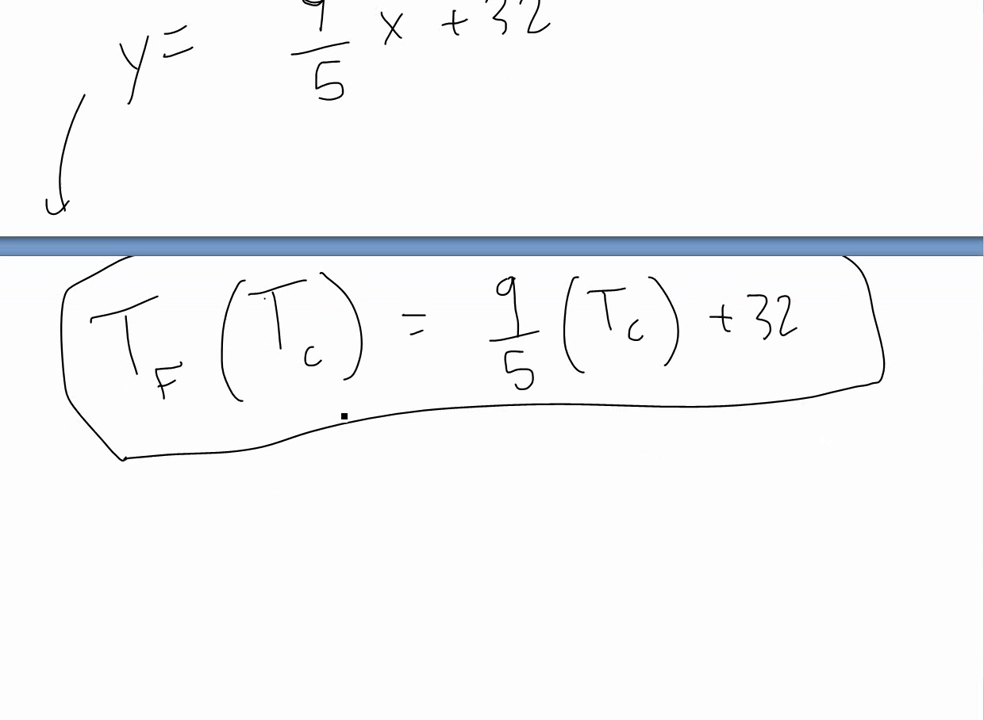 y = 9/5 x + 32
T_F (T_C) = 9/5 (T_C) + 32